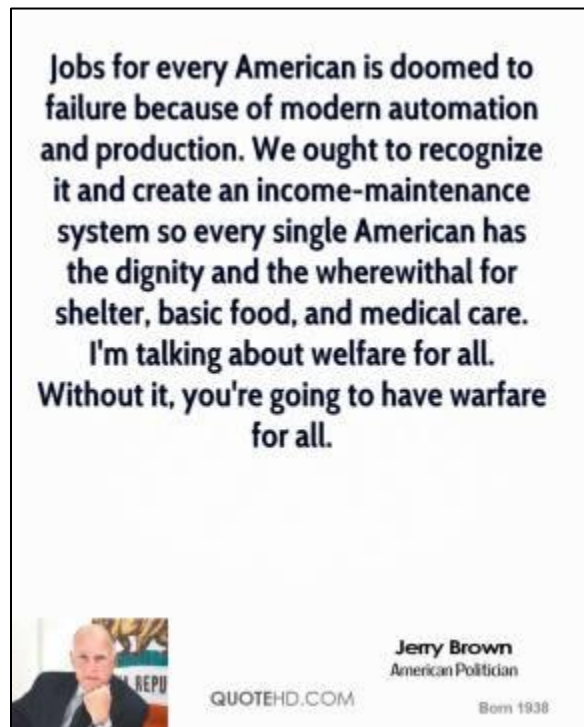 Jobs for every American is doomed to
failure because of modern automation
and production. We ought to recognize
it and create an income-maintenance
system so every single American has
the dignity and the wherewithal for
shelter, basic food, and medical care.
I'm talking about welfare for all.
Without it, you're going to have warfare
for all.
Jerry Brown
American Politician
A REPU
QUOTEHD.COM
Born 1938